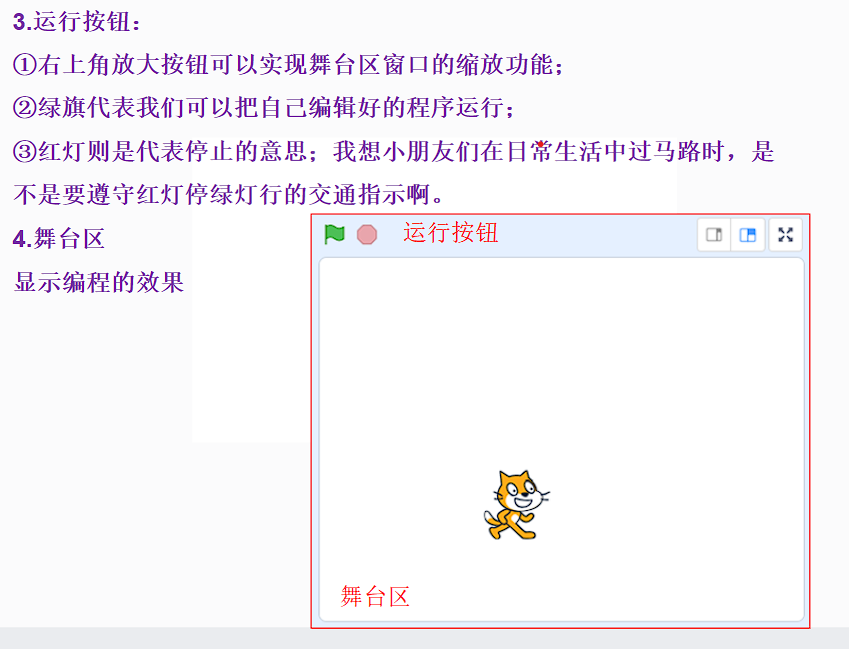 3.运行按钮：
①右上角放大按钮可以实现舞台区窗口的缩放功能；
②绿旗代表我们可以把自己编辑好的程序运行；
③红灯则是代表停止的意思；我想小朋友们在日常生活中过马路时，是
不是要遵守红灯停绿灯行的交通指示啊。
4.舞台区
显示编程的效果
运行按钮
舞台区